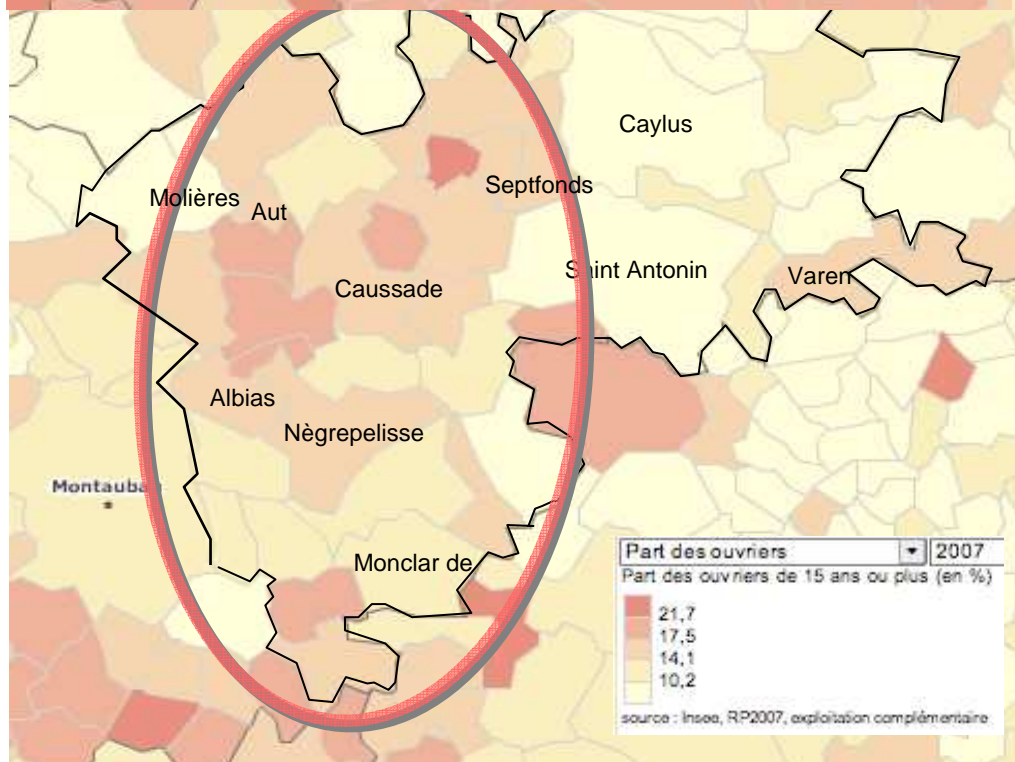 Caylus
Septfonds
Molières
Aut
Saint Antonin
Varen
Caussade
Albias
Nègrepelisse
Montauba
Monclar de
Part des ouvriers 2007
Part des ouvriers de 15 ans ou plus (en %)
21,7
17,5
14,1
10,2
source : Insee, RP2007, exploitation complémentaire